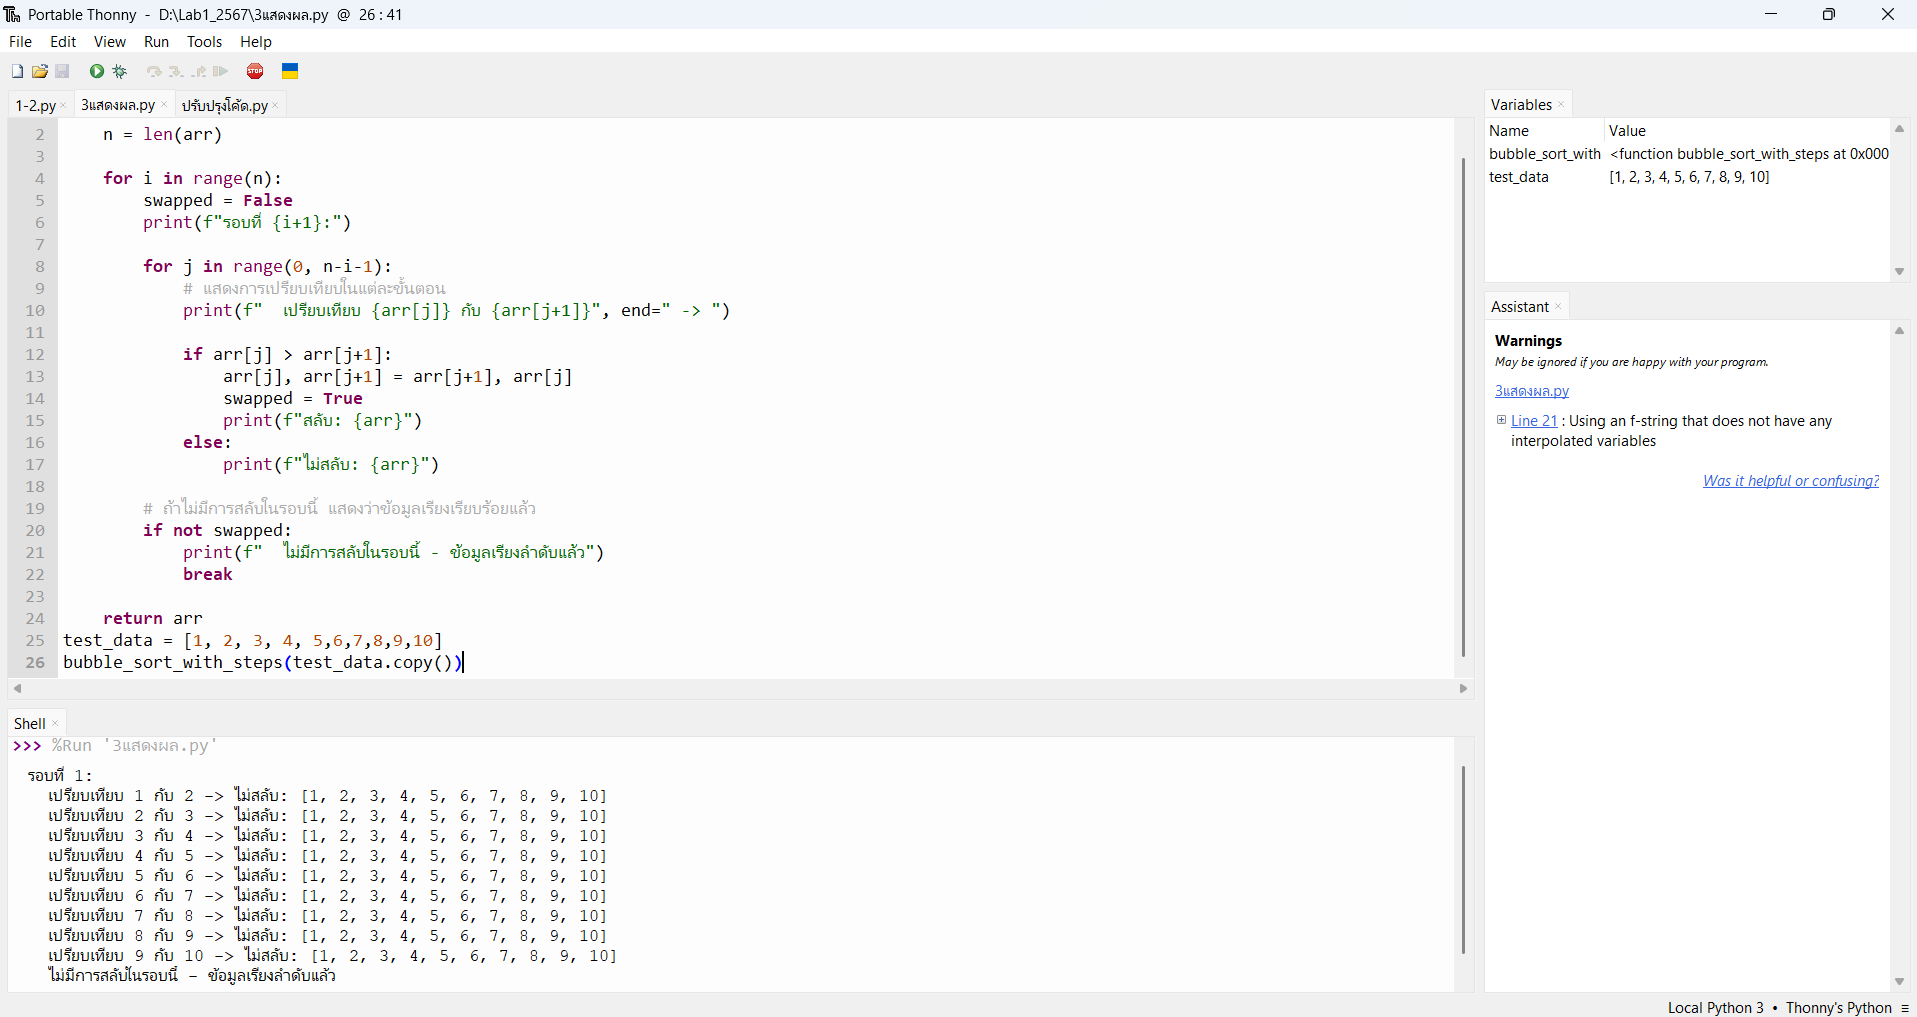 Portable Thonny - D:\Lab1_2567\3แสดงผล.py @ 26 : 41
File Edit View Run Tools Help
STOP
1-2.py × 3แสดงผล.py × ปรับปรุงโค้ด.py ×
2 n = len(arr)
3
4 for i in range(n):
5 swapped = False
6 print(f"รอบที่ {i+1}:")
7
8 for j in range(0, n-i-1):
9 # แสดงการเปรียบเทียบในแต่ละขั้นตอน
10 print(f"  เปรียบเทียบ {arr[j]} กับ {arr[j+1]}", end=" -> ")
11
12 if arr[j] > arr[j+1]:
13 arr[j], arr[j+1] = arr[j+1], arr[j]
14 swapped = True
15 print(f"สลับ: {arr}")
16 else:
17 print(f"ไม่สลับ: {arr}")
18
19 # ถ้าไม่มีการสลับในรอบนี้ แสดงว่าข้อมูลเรียงเรียบร้อยแล้ว
20 if not swapped:
21 print(f"  ไม่มีการสลับในรอบนี้ - ข้อมูลเรียงลำดับแล้ว")
22 break
23
24 return arr
25 test_data = [1, 2, 3, 4, 5,6,7,8,9,10]
26 bubble_sort_with_steps(test_data.copy())
Shell ×
>>> %Run '3แสดงผล.py'
รอบที่ 1:
เปรียบเทียบ 1 กับ 2 -> ไม่สลับ: [1, 2, 3, 4, 5, 6, 7, 8, 9, 10]
เปรียบเทียบ 2 กับ 3 -> ไม่สลับ: [1, 2, 3, 4, 5, 6, 7, 8, 9, 10]
เปรียบเทียบ 3 กับ 4 -> ไม่สลับ: [1, 2, 3, 4, 5, 6, 7, 8, 9, 10]
เปรียบเทียบ 4 กับ 5 -> ไม่สลับ: [1, 2, 3, 4, 5, 6, 7, 8, 9, 10]
เปรียบเทียบ 5 กับ 6 -> ไม่สลับ: [1, 2, 3, 4, 5, 6, 7, 8, 9, 10]
เปรียบเทียบ 6 กับ 7 -> ไม่สลับ: [1, 2, 3, 4, 5, 6, 7, 8, 9, 10]
เปรียบเทียบ 7 กับ 8 -> ไม่สลับ: [1, 2, 3, 4, 5, 6, 7, 8, 9, 10]
เปรียบเทียบ 8 กับ 9 -> ไม่สลับ: [1, 2, 3, 4, 5, 6, 7, 8, 9, 10]
เปรียบเทียบ 9 กับ 10 -> ไม่สลับ: [1, 2, 3, 4, 5, 6, 7, 8, 9, 10]
ไม่มีการสลับในรอบนี้ - ข้อมูลเรียงลำดับแล้ว
Variables ×
Name Value
bubble_sort_with <function bubble_sort_with_steps at 0x000
test_data [1, 2, 3, 4, 5, 6, 7, 8, 9, 10]
Assistant ×
Warnings
May be ignored if you are happy with your program.
3แสดงผล.py
Line 21 : Using an f-string that does not have any
interpolated variables
Was it helpful or confusing?
Local Python 3 • Thonny's Python ≡